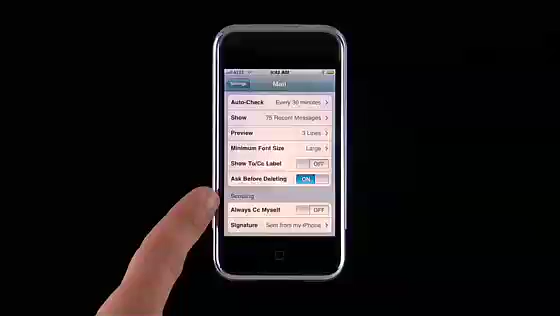 AT&T 9:42 AM
Settings Mail
Auto-Check Every 30 minutes
Show 75 Recent Messages
Preview 3 Lines
Minimum Font Size Large
Show To/Cc Label OFF
Ask Before Deleting ON
Sending
Always Cc Myself OFF
Signature Sent from my iPhone